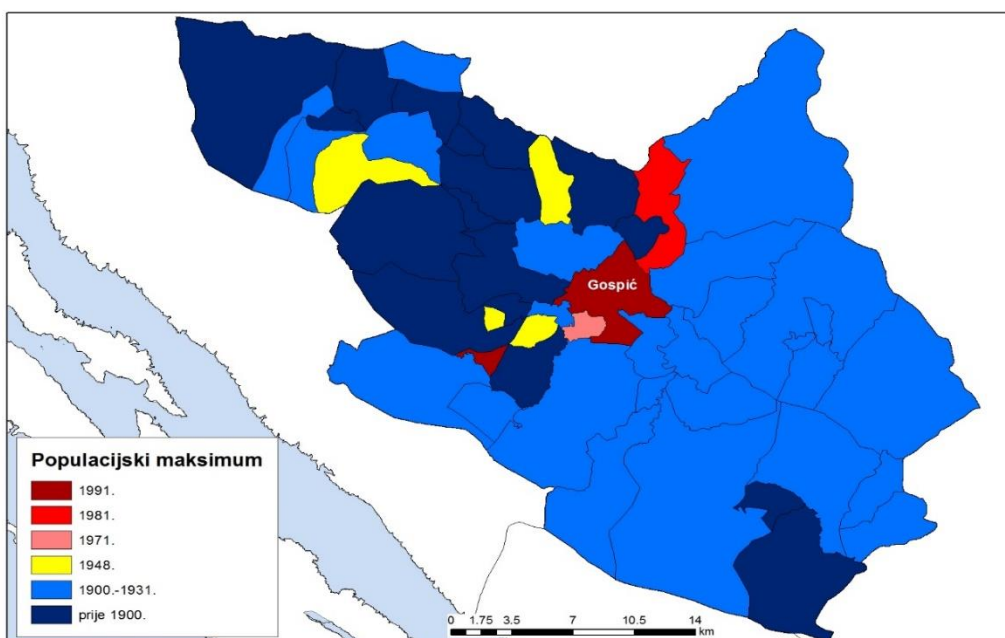 Gospić
Populacijski maksimum
1991.
1981.
1971.
1948.
1900.-1931.
prije 1900.
0 1.75 3.5 7 10.5 14
km